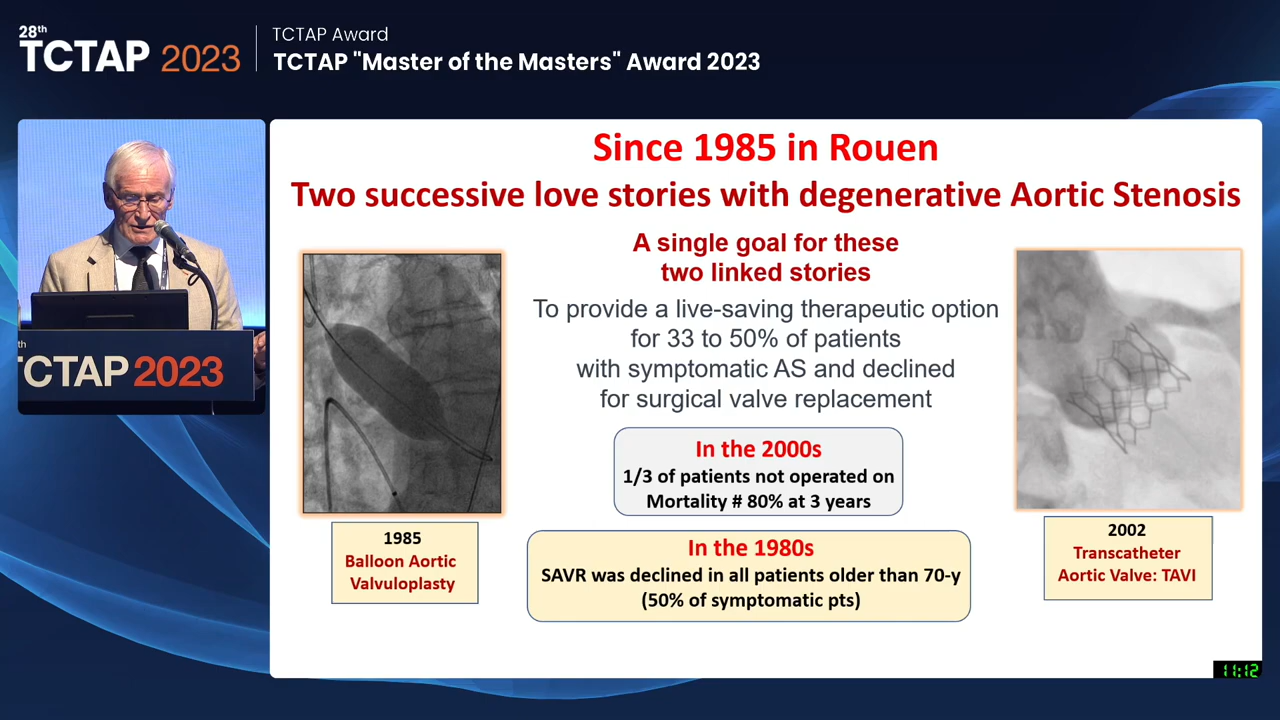 28th
TCTAP 2023
TCTAP Award
TCTAP "Master of the Masters" Award 2023
Since 1985 in Rouen
Two successive love stories with degenerative Aortic Stenosis
A single goal for these
two linked stories
To provide a live-saving therapeutic option
for 33 to 50% of patients
with symptomatic AS and declined
for surgical valve replacement
In the 2000s
1/3 of patients not operated on
Mortality # 80% at 3 years
In the 1980s
SAVR was declined in all patients older than 70-y
(50% of symptomatic pts)
1985
Balloon Aortic
Valvuloplasty
2002
Transcatheter
Aortic Valve: TAVI
th
TCTAP 2023
11:12